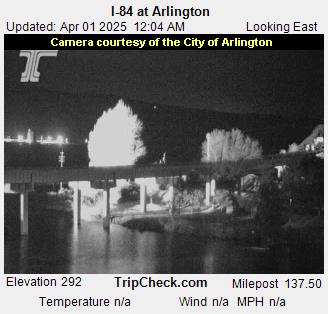 I-84 at Arlington
Updated: Apr 01 2025 12:04 AM Looking East
Camera courtesy of the City of Arlington
Elevation 292 TripCheck.com Milepost 137.50
Temperature n/a Wind n/a MPH n/a